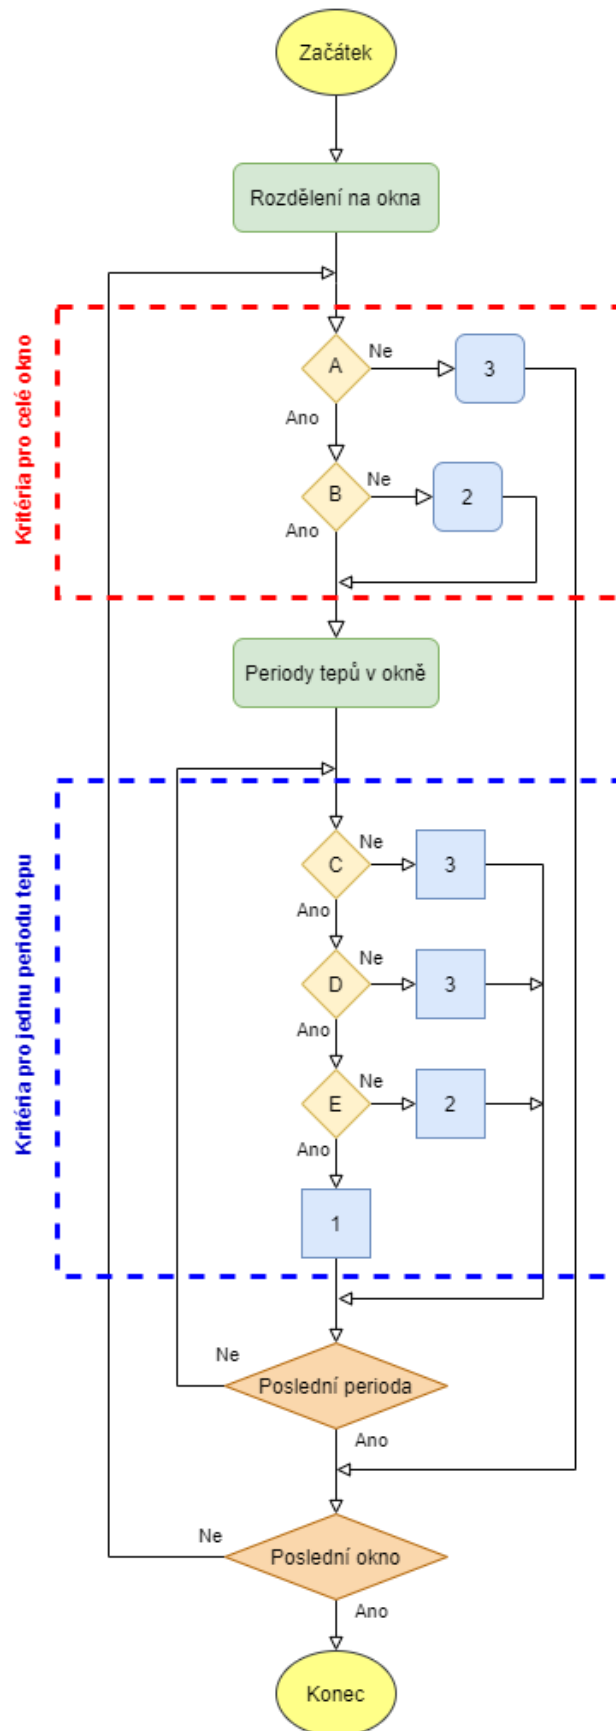 Začátek
Rozdělení na okna
Kritéria pro celé okno
A
Ne
3
Ano
B
Ne
2
Ano
Periody tepů v okně
Kritéria pro jednu periodu tepu
C
Ne
3
Ano
D
Ne
3
Ano
E
Ne
2
Ano
1
Ne
Poslední perioda
Ano
Ne
Poslední okno
Ano
Konec